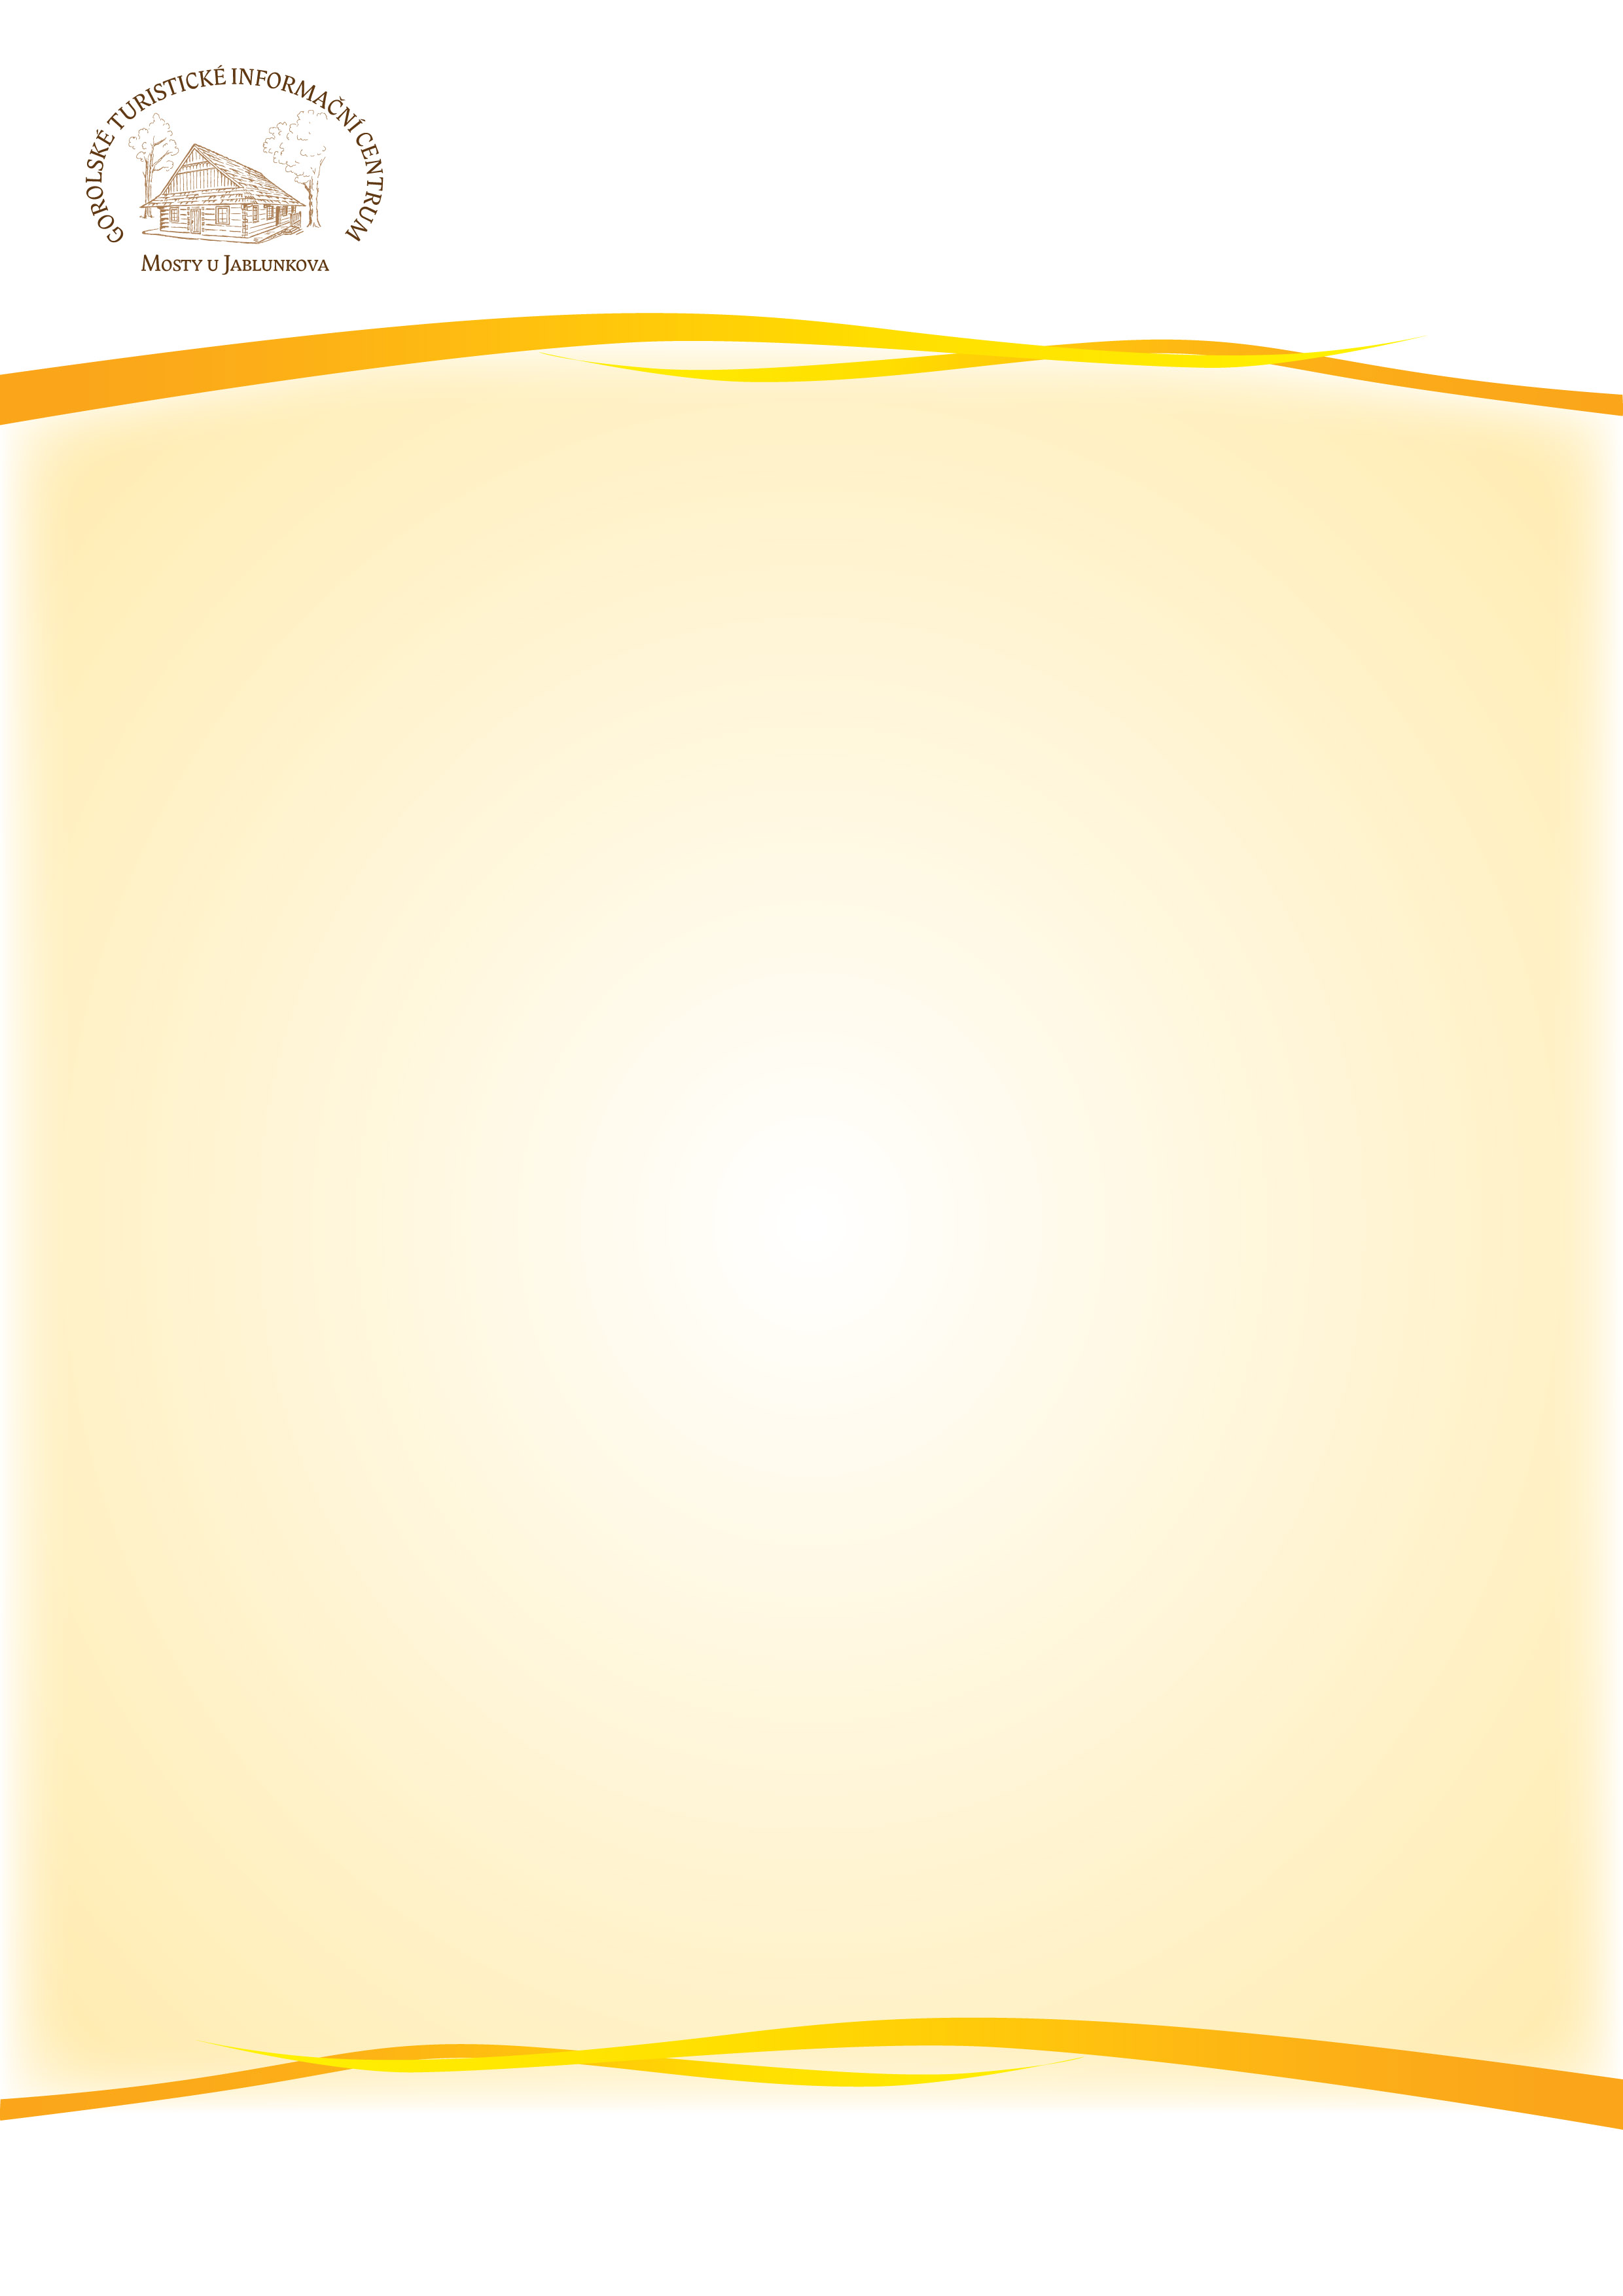 GOROLSKÉ TURISTICKÉ INFORMAČNÍ CENTRUM
MOSTY U JABLUNKOVA